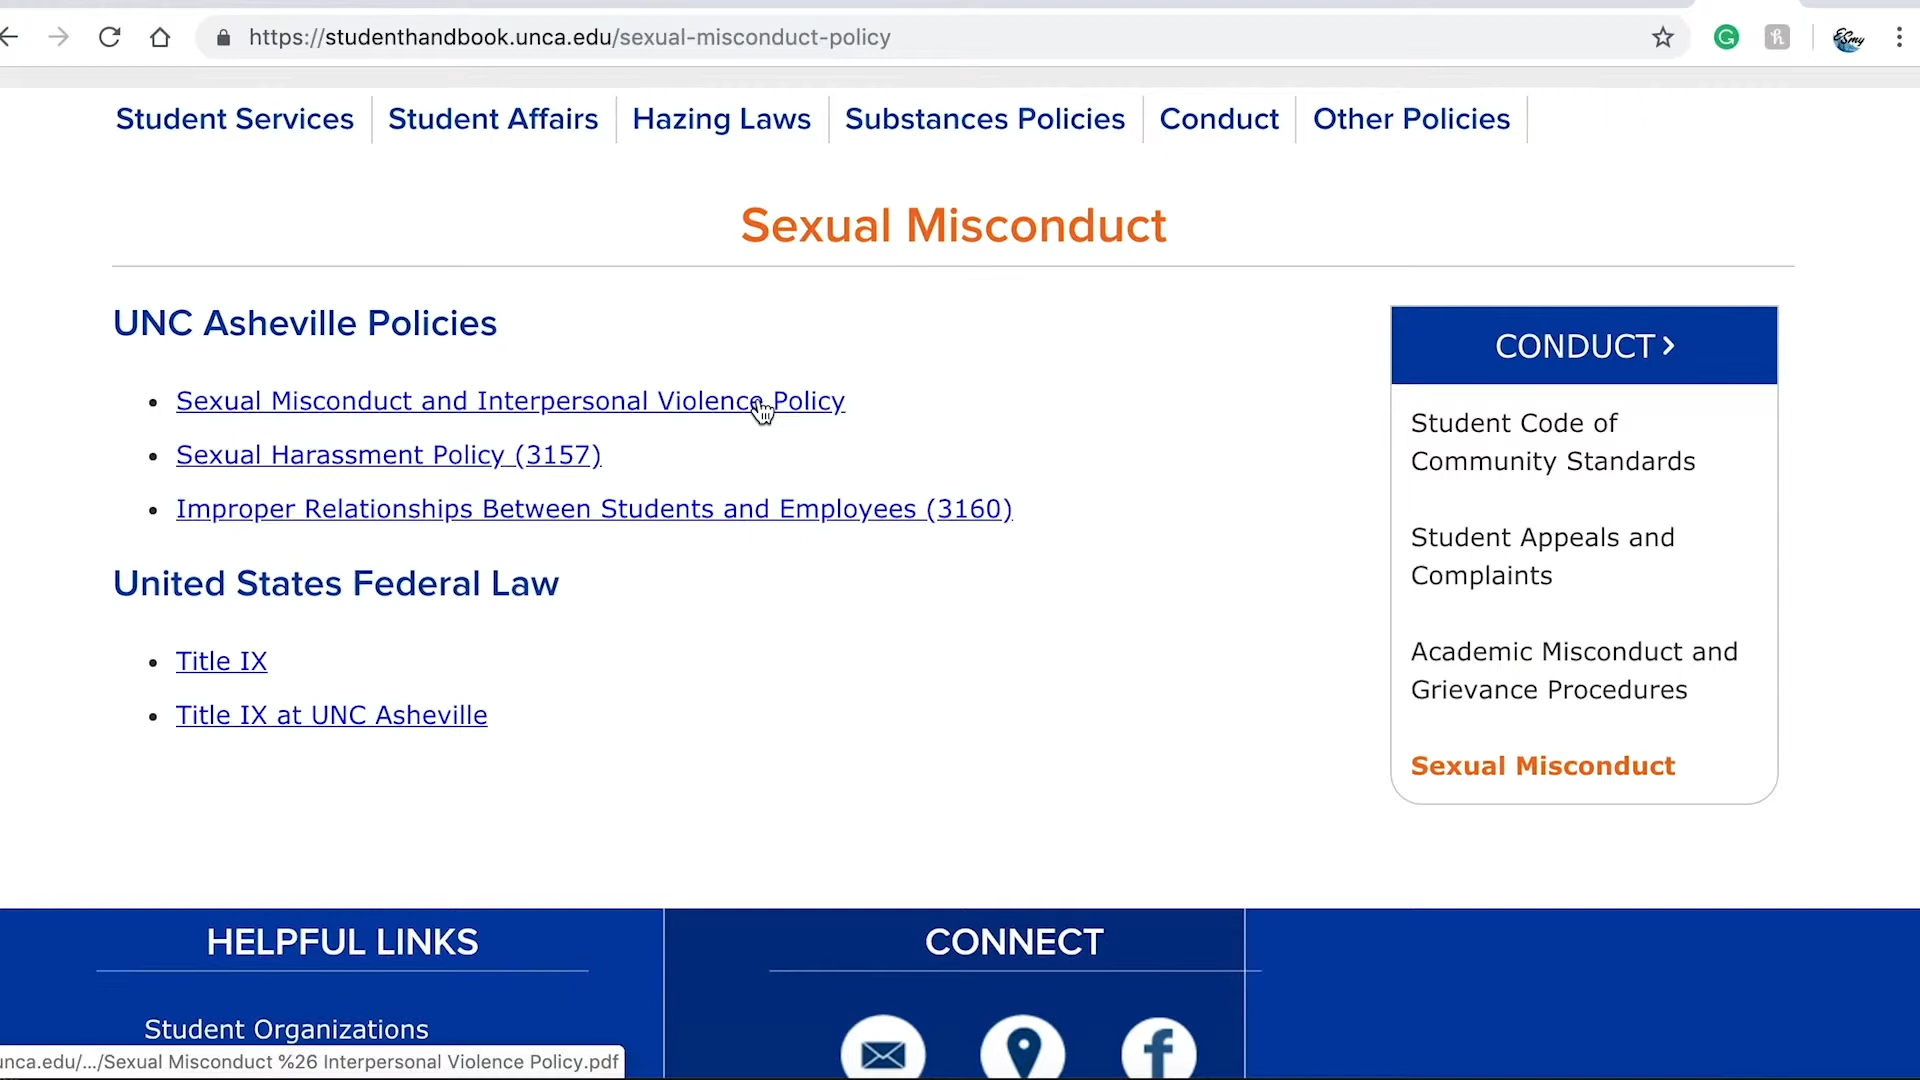 https://studenthandbook.unca.edu/sexual-misconduct-policy
Student Services
Student Affairs
Hazing Laws
Substances Policies
Conduct
Other Policies
Sexual Misconduct
UNC Asheville Policies
Sexual Misconduct and Interpersonal Violence Policy
Sexual Harassment Policy (3157)
Improper Relationships Between Students and Employees (3160)
United States Federal Law
Title IX
Title IX at UNC Asheville
CONDUCT
Student Code of
Community Standards
Student Appeals and
Complaints
Academic Misconduct and
Grievance Procedures
Sexual Misconduct
HELPFUL LINKS
Student Organizations
CONNECT
unca.edu/.../Sexual Misconduct %26 Interpersonal Violence Policy.pdf